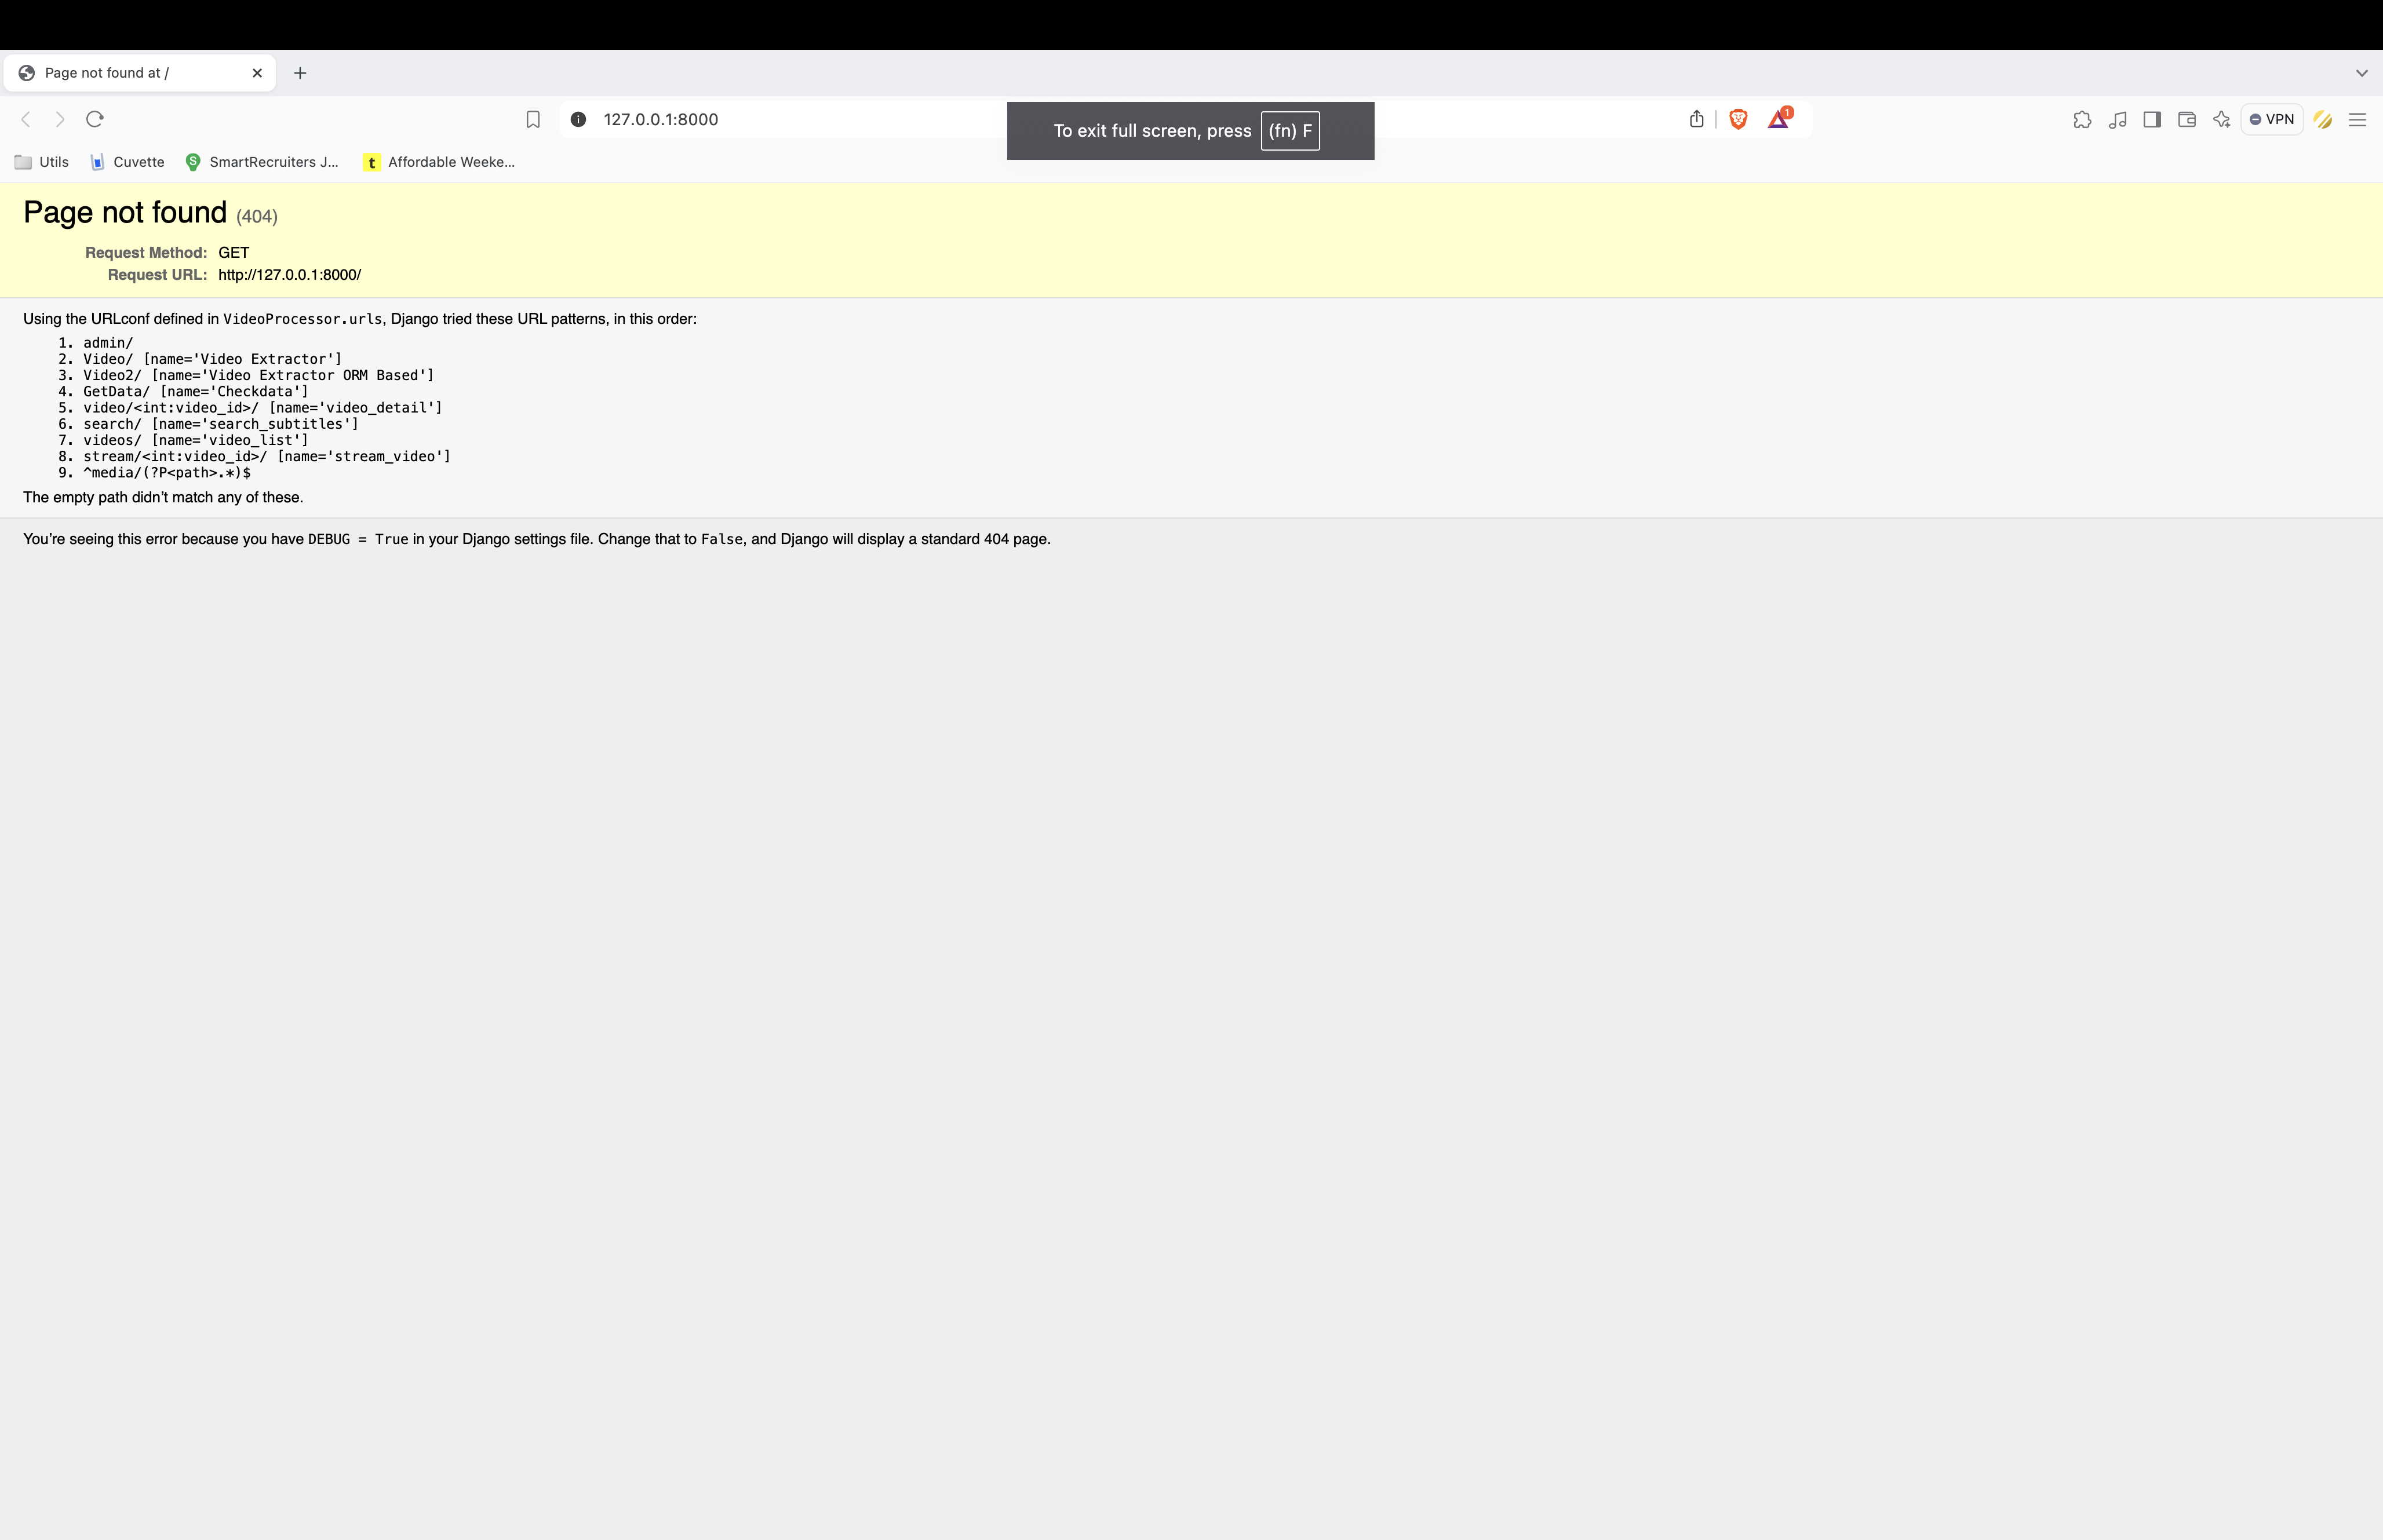 Page not found at /
127.0.0.1:8000
To exit full screen, press (fn) F
1
VPN
Utils
Cuvette
S
SmartRecruiters J...
t
Affordable Weeke...
Page not found (404)
Request Method: GET
Request URL: http://127.0.0.1:8000/
Using the URLconf defined in VideoProcessor.urls, Django tried these URL patterns, in this order:
1. admin/
2. Video/ [name='Video Extractor']
3. Video2/ [name='Video Extractor ORM Based']
4. GetData/ [name='Checkdata']
5. video/<int:video_id>/ [name='video_detail']
6. search/ [name='search_subtitles']
7. videos/ [name='video_list']
8. stream/<int:video_id>/ [name='stream_video']
9. ^media/(?P<path>.*)$
The empty path didn’t match any of these.
You’re seeing this error because you have DEBUG = True in your Django settings file. Change that to False, and Django will display a standard 404 page.